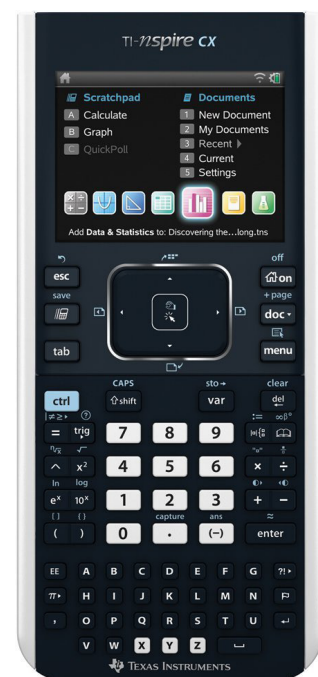 TI-nspire CX
Scratchpad
A Calculate
B Graph
C QuickPoll
Documents
1 New Document
2 My Documents
3 Recent
4 Current
5 Settings
Add Data & Statistics to: Discovering the...long.tns
off
esc
on
save
+ page
doc
tab
menu
CAPS
sto→
clear
ctrl
shift
var
del
|≠≥▸ ?
:= ∞β°
= trig 7 8 9
ⁿ√x √
"□"
^ x² 4 5 6 × ÷
ln log
eˣ 10ˣ 1 2 3 + −
[ ] { } capture ans ≈
( ) 0 . (−) enter
EE A B C D E F G ?!▸
π▸ H I J K L M N
, O P Q R S T U ↵
V W X Y Z
TEXAS INSTRUMENTS